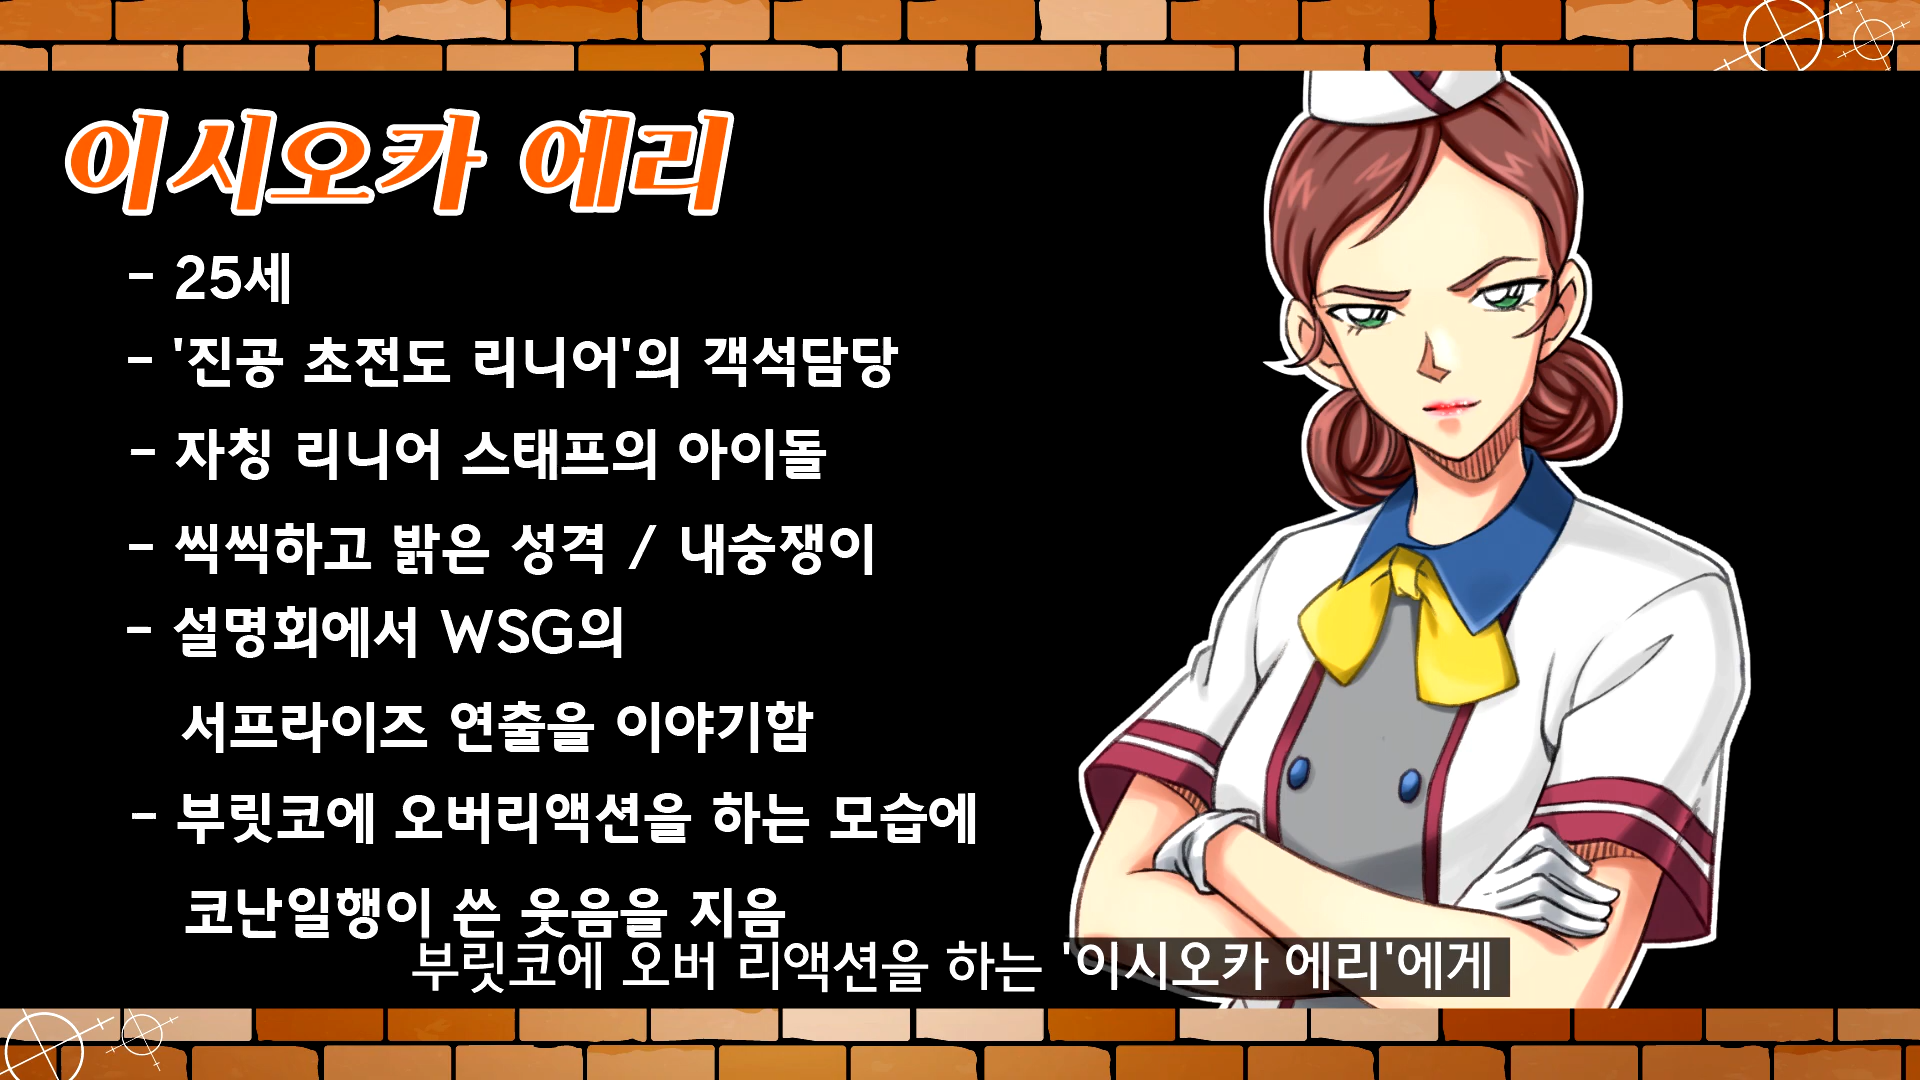 이시오카 에리
- 25세
- '진공 초전도 리니어'의 객석담당
- 자칭 리니어 스태프의 아이돌
- 씩씩하고 밝은 성격 / 내숭쟁이
- 설명회에서 WSG의
서프라이즈 연출을 이야기함
- 부릿코에 오버리액션을 하는 모습에
코난일행이 쓴 웃음을 지음
부릿코에 오버 리액션을 하는 '이시오카 에리'에게